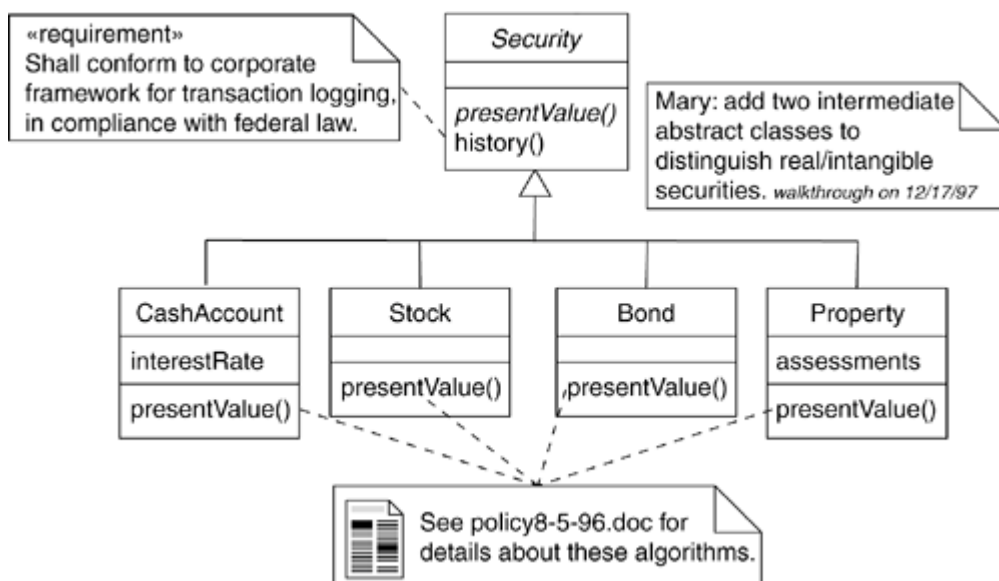 «requirement»
Shall conform to corporate
framework for transaction logging,
in compliance with federal law.
Security
presentValue()
history()
Mary: add two intermediate
abstract classes to
distinguish real/intangible
securities. walkthrough on 12/17/97
CashAccount
interestRate
presentValue()
Stock
presentValue()
Bond
presentValue()
Property
assessments
presentValue()
See policy8-5-96.doc for
details about these algorithms.